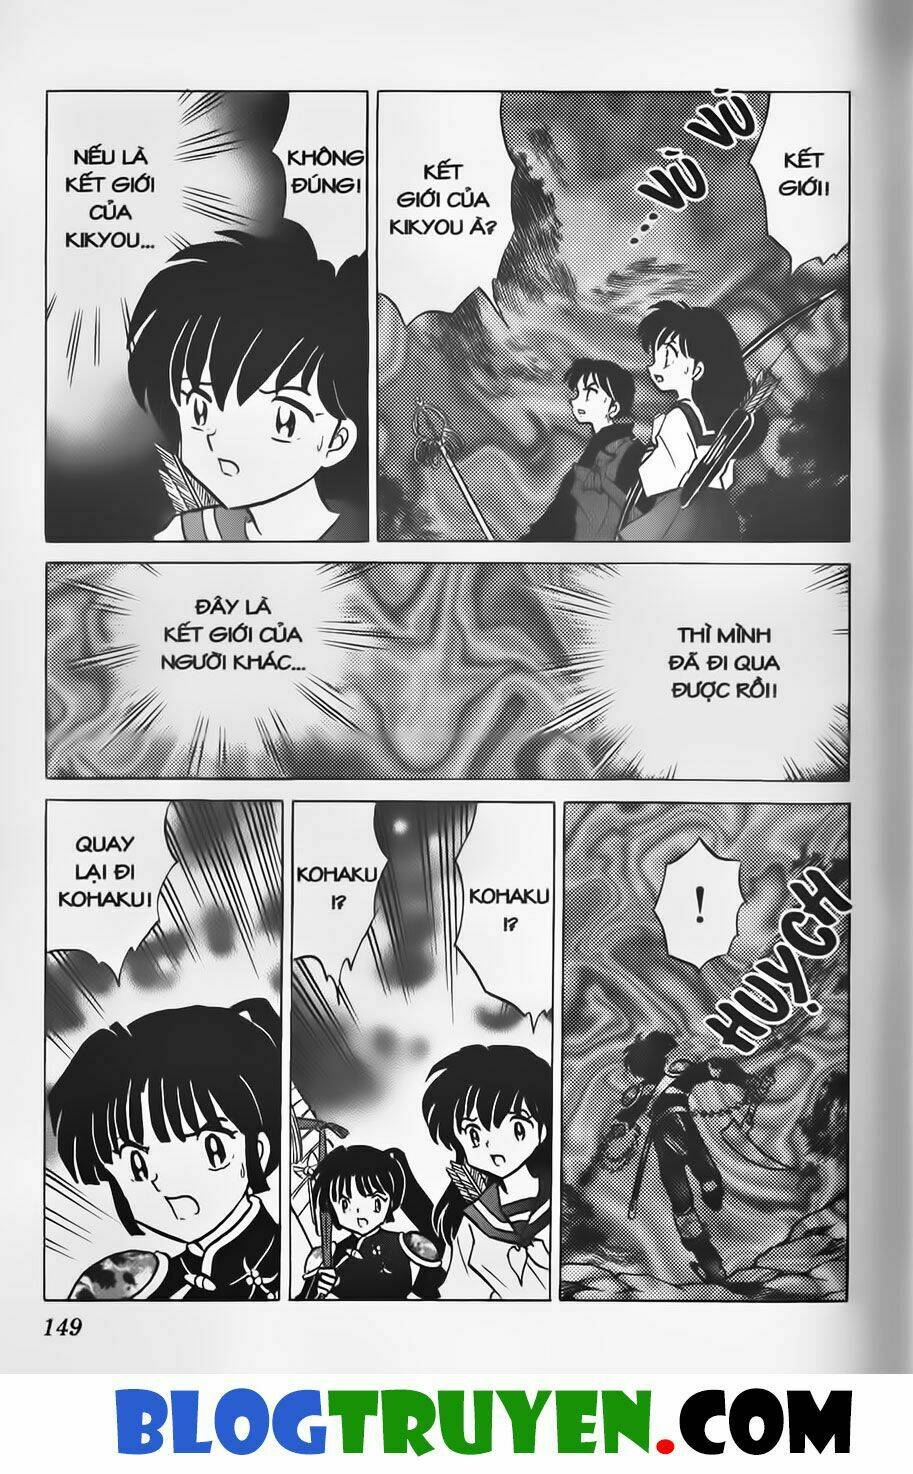 KẾT
GIỚI!!
... VÙ VÙ
KẾT
GIỚI CỦA
KIKYOU À?
KHÔNG
ĐÚNG!
NẾU LÀ
KẾT GIỚI
CỦA
KIKYOU...
THÌ MÌNH
ĐÃ ĐI QUA
ĐƯỢC RỒI!!
ĐÂY LÀ
KẾT GIỚI CỦA
NGƯỜI KHÁC...
!
HUỴCH
KOHAKU
!?
KOHAKU
!?
QUAY
LẠI ĐI
KOHAKU!
149
BLOGTRUYEN.COM